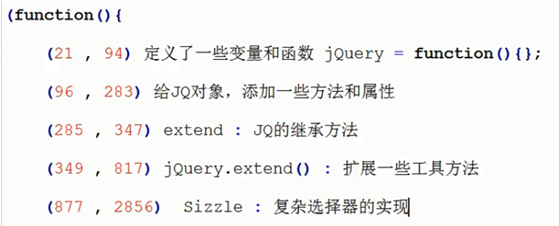 (function(){
(21 , 94) 定义了一些变量和函数 jQuery = function(){};
(96 , 283) 给JQ对象，添加一些方法和属性
(285 , 347) extend : JQ的继承方法
(349 , 817) jQuery.extend() : 扩展一些工具方法
(877 , 2856) Sizzle : 复杂选择器的实现